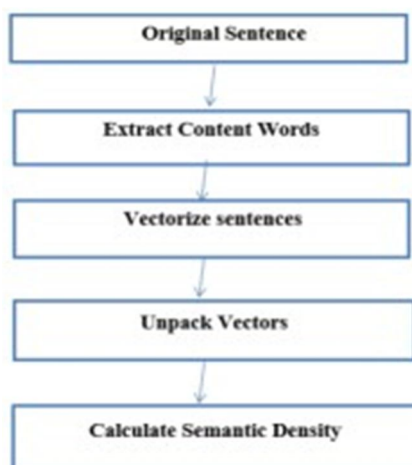 Original Sentence
Extract Content Words
Vectorize sentences
Unpack Vectors
Calculate Semantic Density